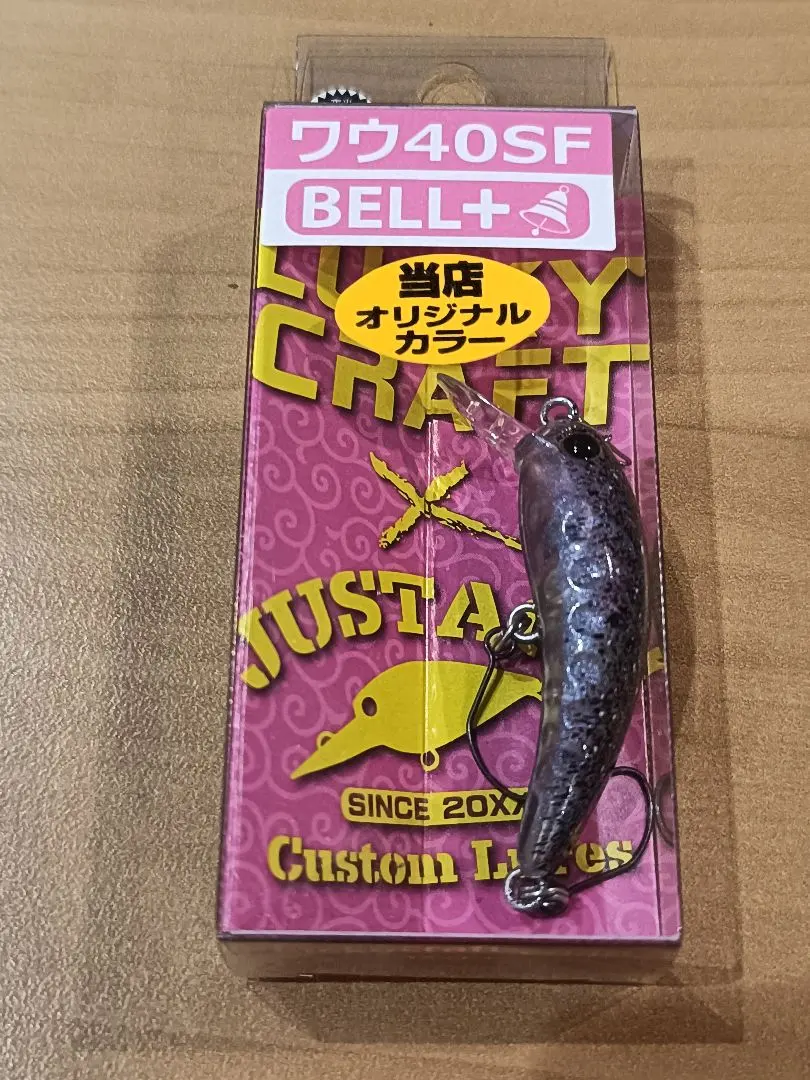 ワウ40SF
BELL+
当店
オリジナル
カラー
CRAFT
SINCE 20XX
Custom